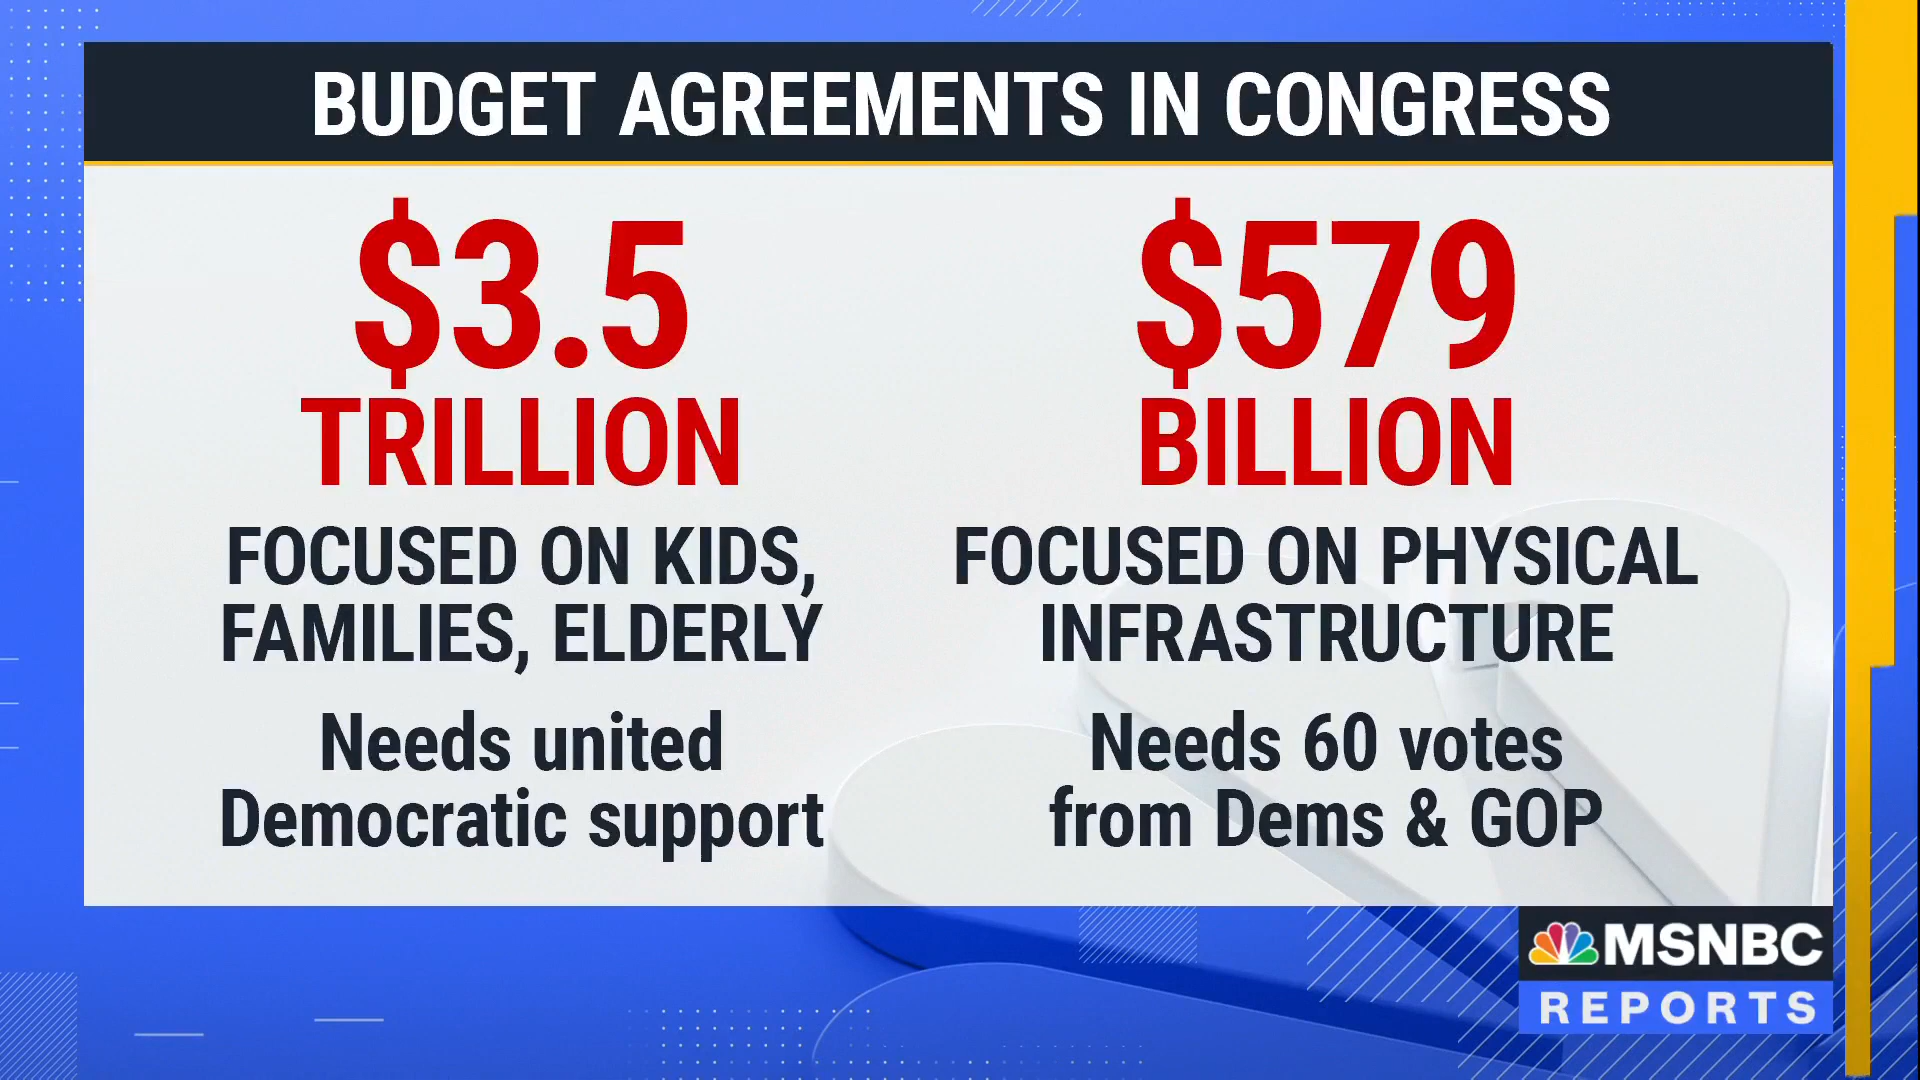 BUDGET AGREEMENTS IN CONGRESS
$3.5
TRILLION
FOCUSED ON KIDS,
FAMILIES, ELDERLY
Needs united
Democratic support
$579
BILLION
FOCUSED ON PHYSICAL
INFRASTRUCTURE
Needs 60 votes
from Dems & GOP
MSNBC
REPORTS